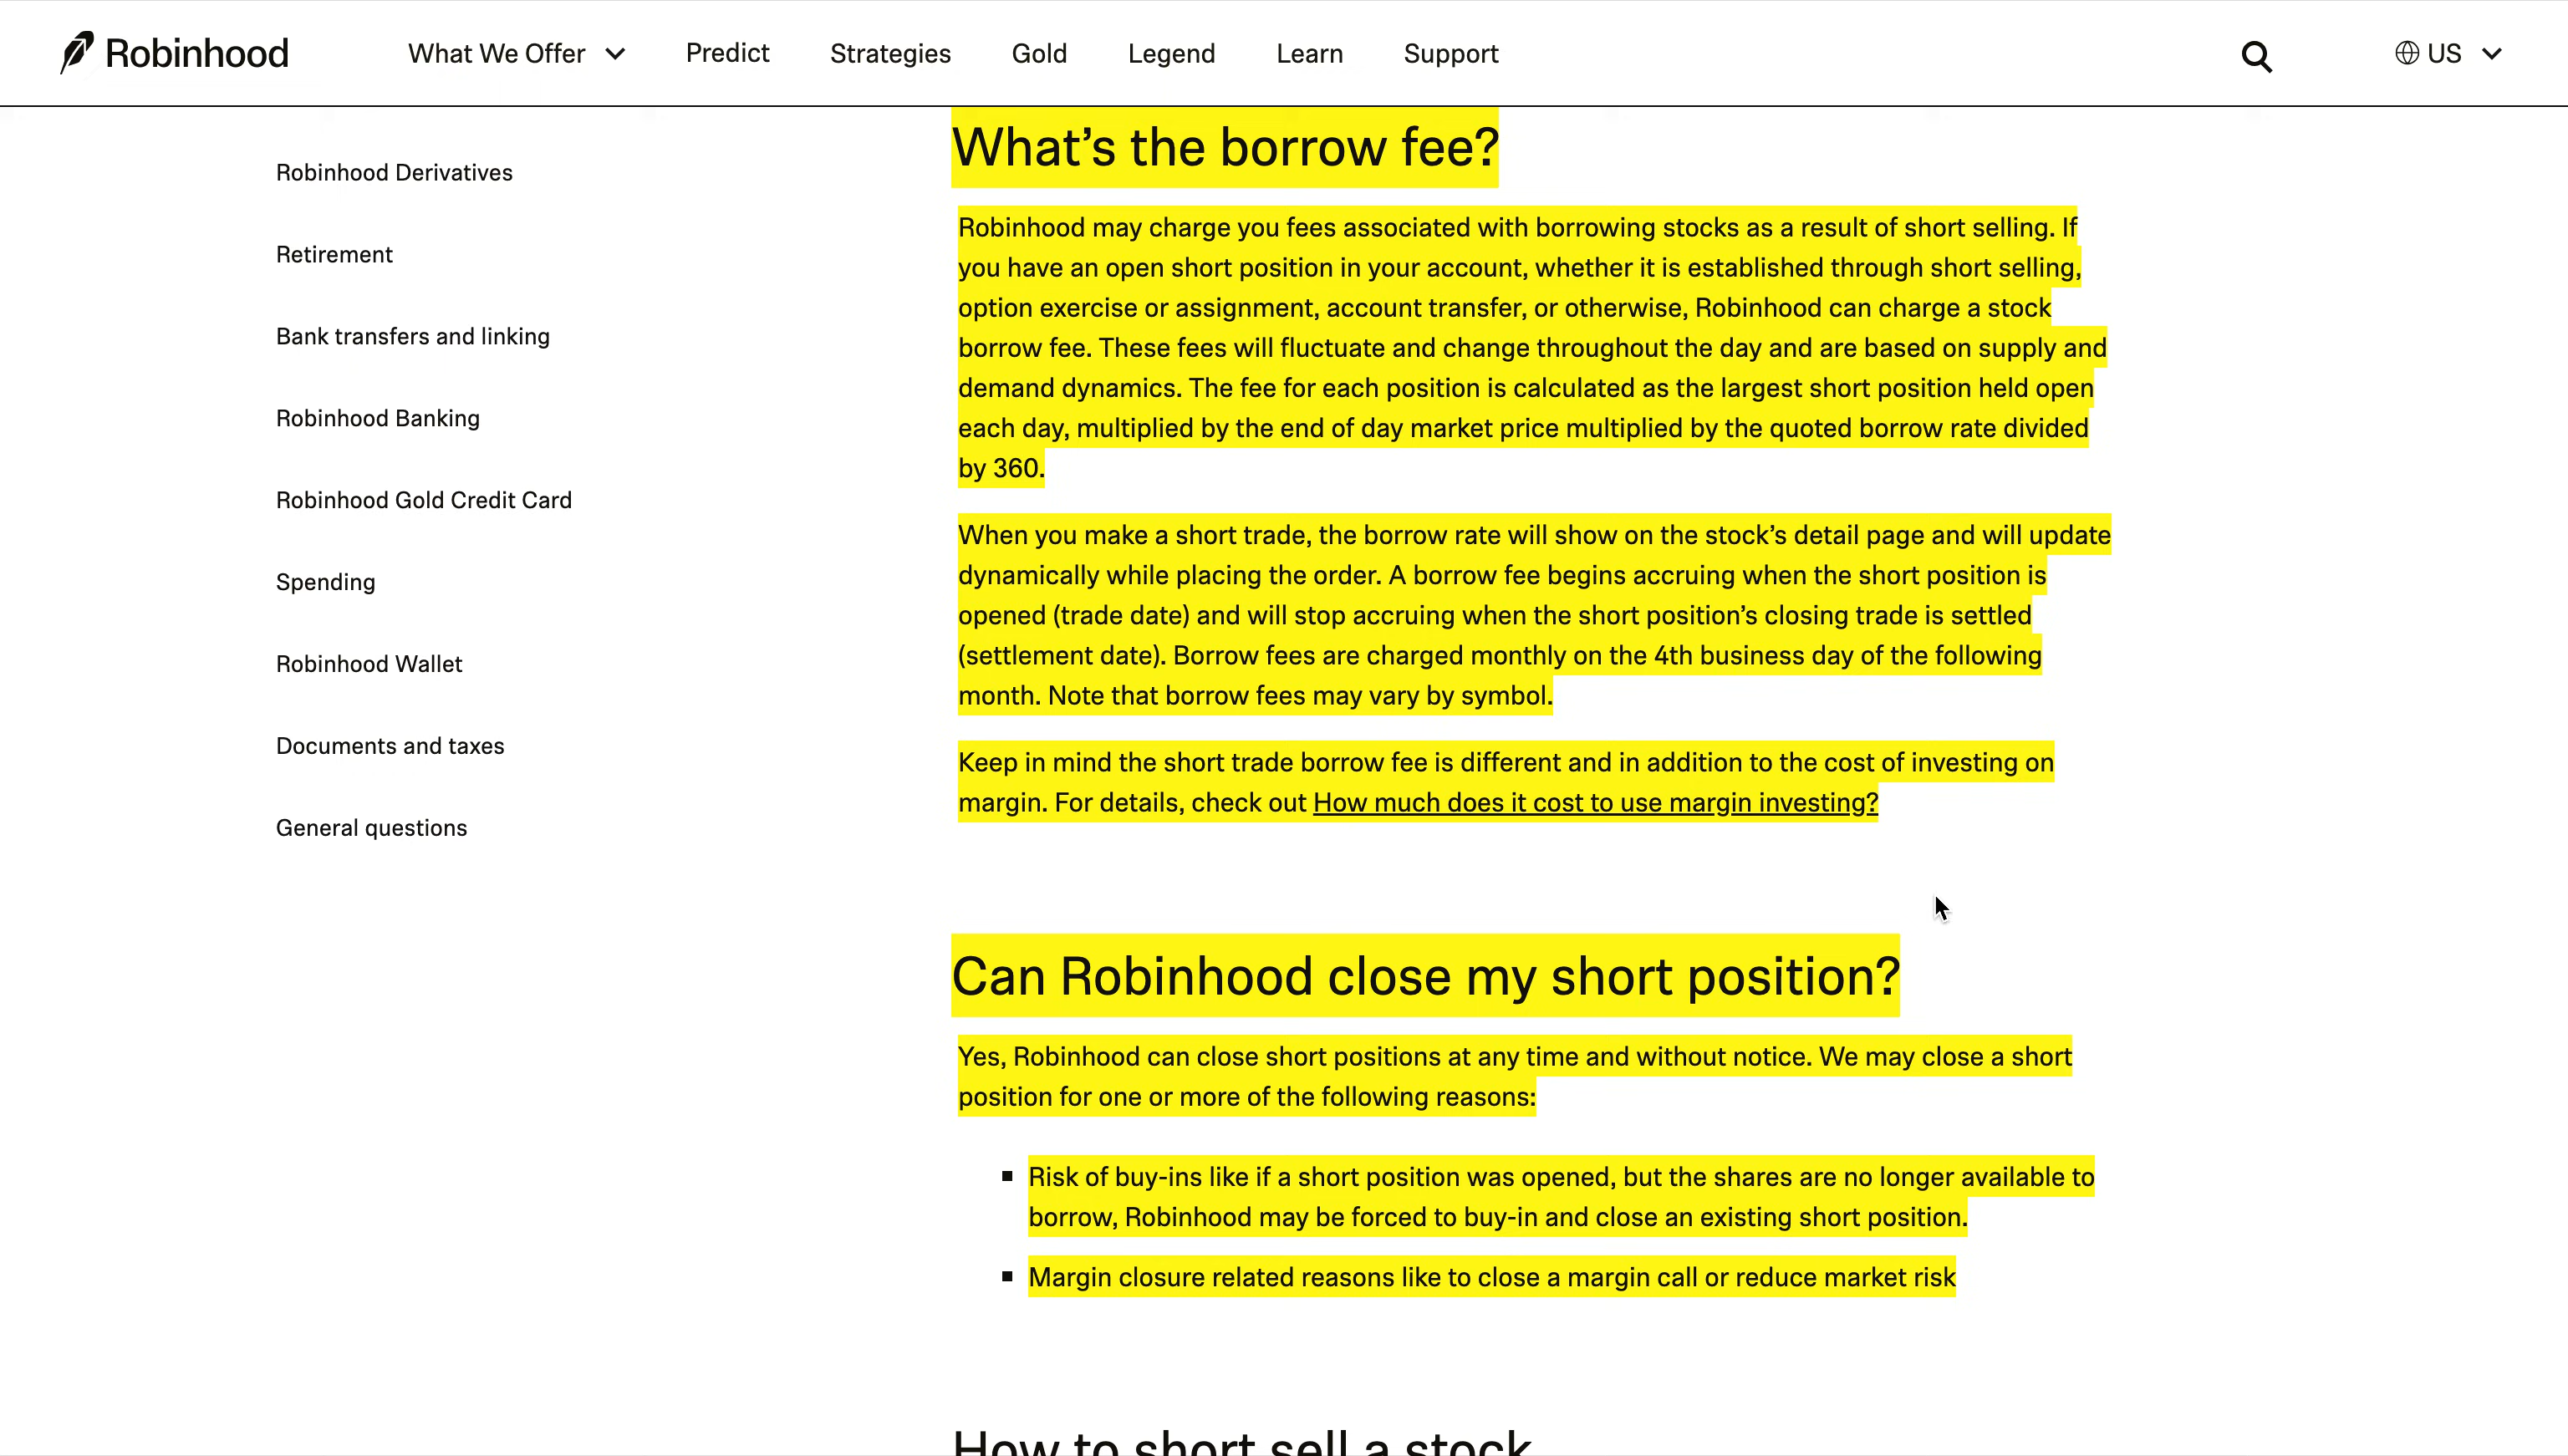 Robinhood
What We Offer
Predict
Strategies
Gold
Legend
Learn
Support
US
Robinhood Derivatives
Retirement
Bank transfers and linking
Robinhood Banking
Robinhood Gold Credit Card
Spending
Robinhood Wallet
Documents and taxes
General questions
What’s the borrow fee?
Robinhood may charge you fees associated with borrowing stocks as a result of short selling. If
you have an open short position in your account, whether it is established through short selling,
option exercise or assignment, account transfer, or otherwise, Robinhood can charge a stock
borrow fee. These fees will fluctuate and change throughout the day and are based on supply and
demand dynamics. The fee for each position is calculated as the largest short position held open
each day, multiplied by the end of day market price multiplied by the quoted borrow rate divided
by 360.
When you make a short trade, the borrow rate will show on the stock’s detail page and will update
dynamically while placing the order. A borrow fee begins accruing when the short position is
opened (trade date) and will stop accruing when the short position’s closing trade is settled
(settlement date). Borrow fees are charged monthly on the 4th business day of the following
month. Note that borrow fees may vary by symbol.
Keep in mind the short trade borrow fee is different and in addition to the cost of investing on
margin. For details, check out How much does it cost to use margin investing?
Can Robinhood close my short position?
Yes, Robinhood can close short positions at any time and without notice. We may close a short
position for one or more of the following reasons:
Risk of buy-ins like if a short position was opened, but the shares are no longer available to
borrow, Robinhood may be forced to buy-in and close an existing short position.
Margin closure related reasons like to close a margin call or reduce market risk
How to short sell a stock